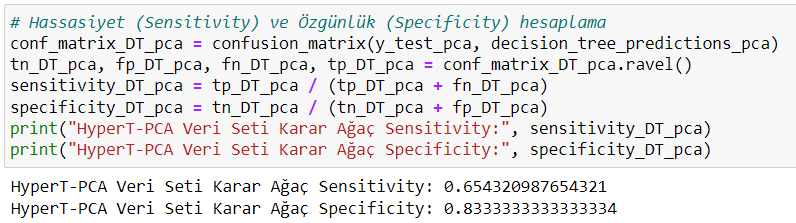 # Hassasiyet (Sensitivity) ve Özgünlük (Specificity) hesaplama
conf_matrix_DT_pca = confusion_matrix(y_test_pca, decision_tree_predictions_pca)
tn_DT_pca, fp_DT_pca, fn_DT_pca, tp_DT_pca = conf_matrix_DT_pca.ravel()
sensitivity_DT_pca = tp_DT_pca / (tp_DT_pca + fn_DT_pca)
specificity_DT_pca = tn_DT_pca / (tn_DT_pca + fp_DT_pca)
print("HyperT-PCA Veri Seti Karar Ağaç Sensitivity:", sensitivity_DT_pca)
print("HyperT-PCA Veri Seti Karar Ağaç Specificity:", specificity_DT_pca)
HyperT-PCA Veri Seti Karar Ağaç Sensitivity: 0.654320987654321
HyperT-PCA Veri Seti Karar Ağaç Specificity: 0.8333333333333334